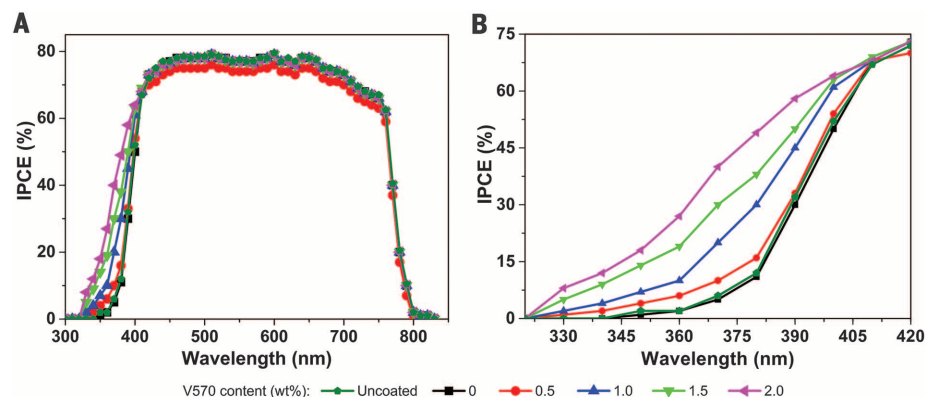 A
B
80
60
40
20
0
IPCE (%)
300 400 500 600 700 800
Wavelength (nm)
75
60
45
30
15
0
IPCE (%)
330 345 360 375 390 405 420
Wavelength (nm)
V570 content (wt%): Uncoated 0 0.5 1.0 1.5 2.0